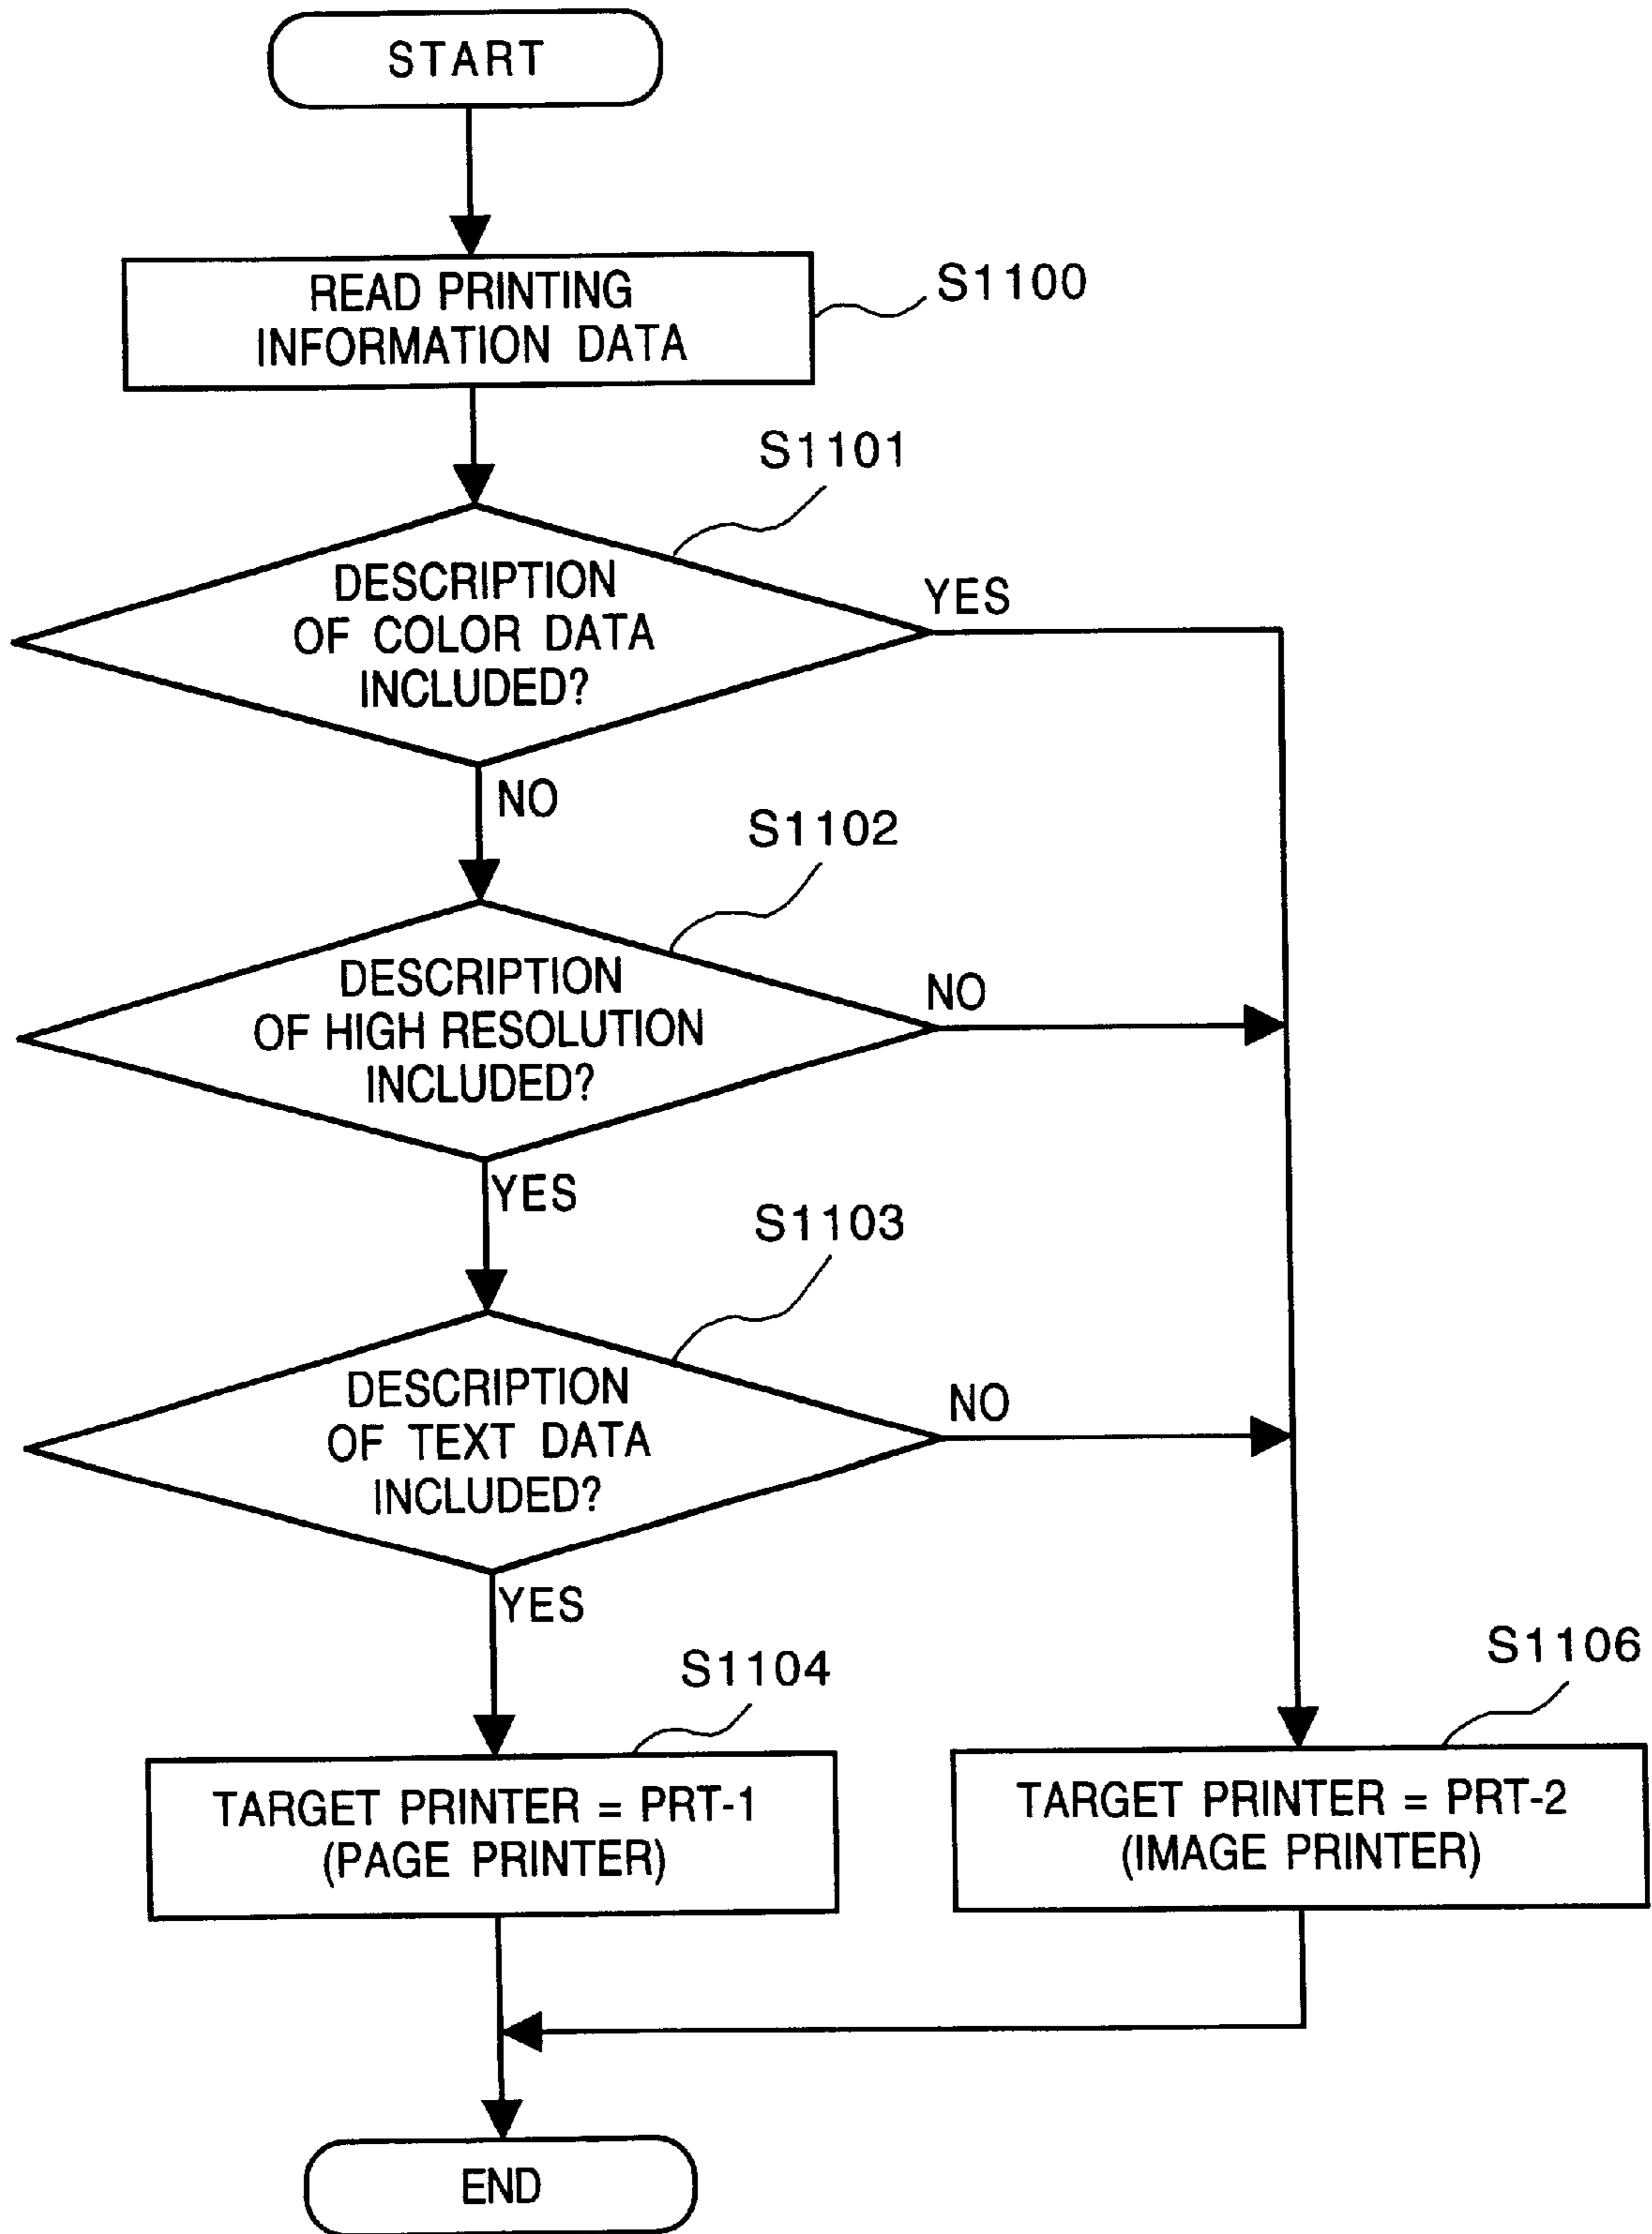 START
READ PRINTING
INFORMATION DATA
S1100
S1101
DESCRIPTION
OF COLOR DATA
INCLUDED?
YES
NO
S1102
DESCRIPTION
OF HIGH RESOLUTION
INCLUDED?
NO
YES
S1103
DESCRIPTION
OF TEXT DATA
INCLUDED?
NO
YES
S1104
TARGET PRINTER = PRT-1
(PAGE PRINTER)
S1106
TARGET PRINTER = PRT-2
(IMAGE PRINTER)
END